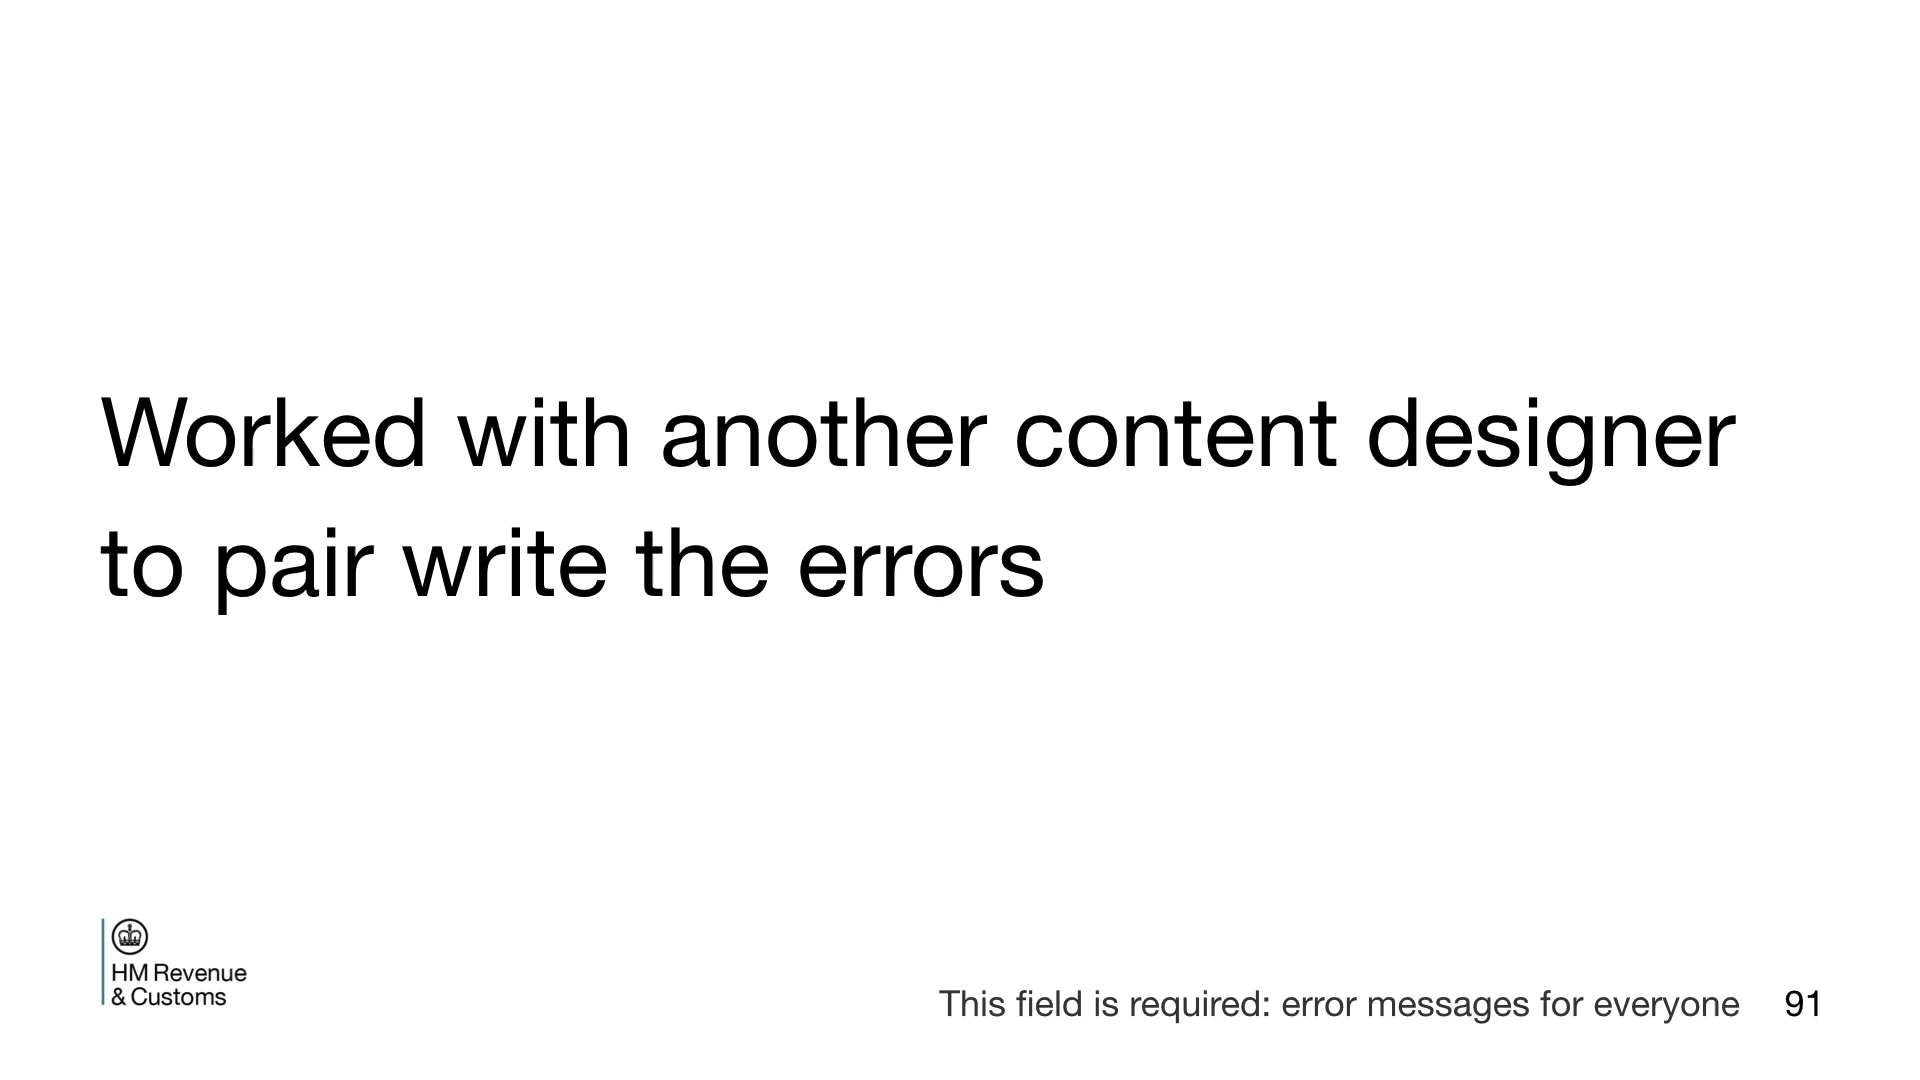 Worked with another content designer
to pair write the errors
HM Revenue
& Customs
This field is required: error messages for everyone 91